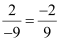 2/-9 = -2/9